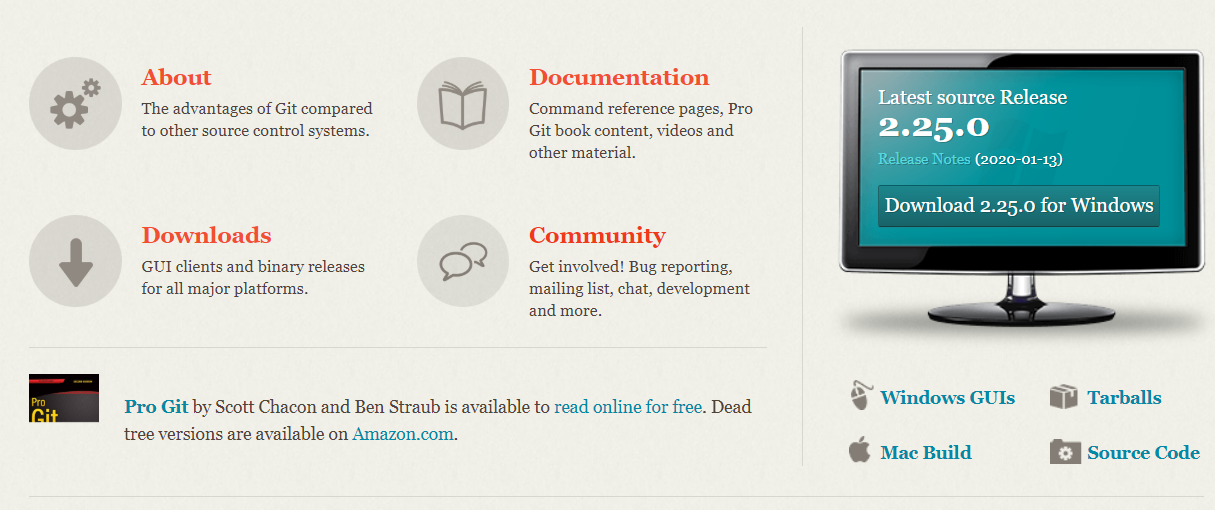 About
The advantages of Git compared
to other source control systems.
Documentation
Command reference pages, Pro
Git book content, videos and
other material.
Downloads
GUI clients and binary releases
for all major platforms.
Community
Get involved! Bug reporting,
mailing list, chat, development
and more.
Pro
Git
Pro Git by Scott Chacon and Ben Straub is available to read online for free. Dead
tree versions are available on Amazon.com.
Latest source Release
2.25.0
Release Notes (2020-01-13)
Download 2.25.0 for Windows
Windows GUIs
Tarballs
Mac Build
Source Code